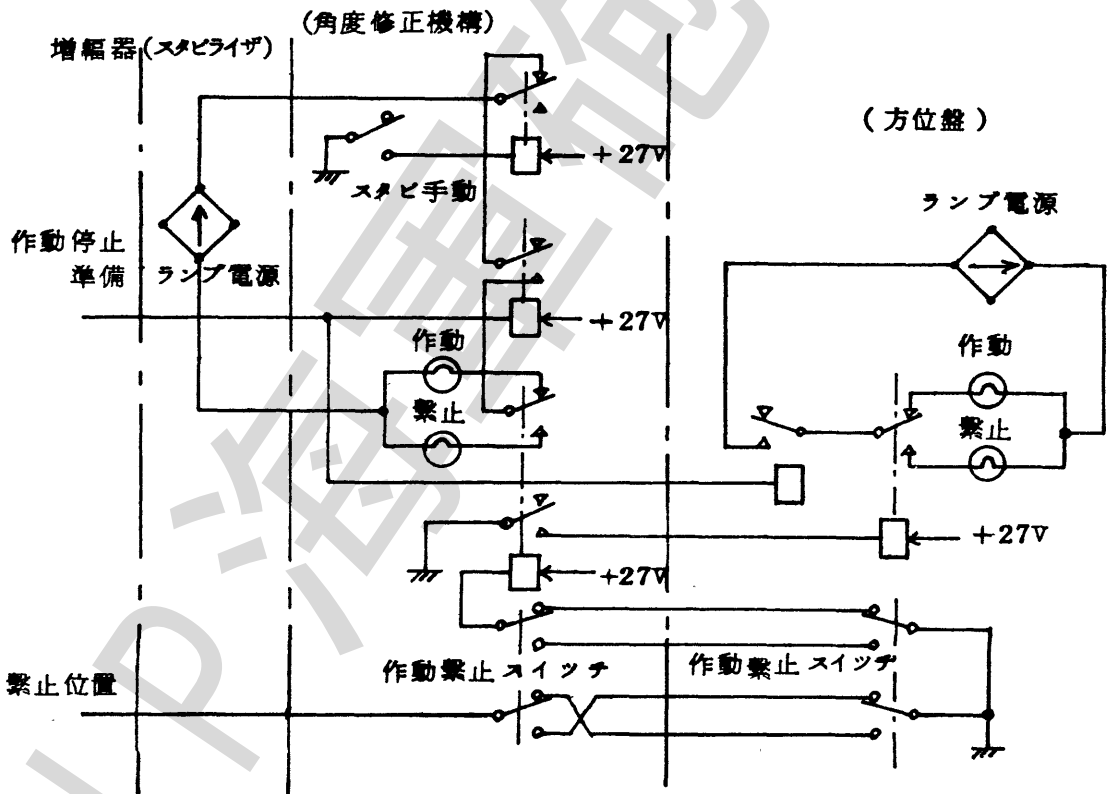 (角度修正機構)
増幅器(スタビライザ)
(方位盤)
+27V
スタビ手動
ランプ電源
作動停止
準備
ランプ電源
+27V
作動
作動
繋止
繋止
+27V
+27V
作動繋止スイッチ
作動繋止スイッチ
繋止位置